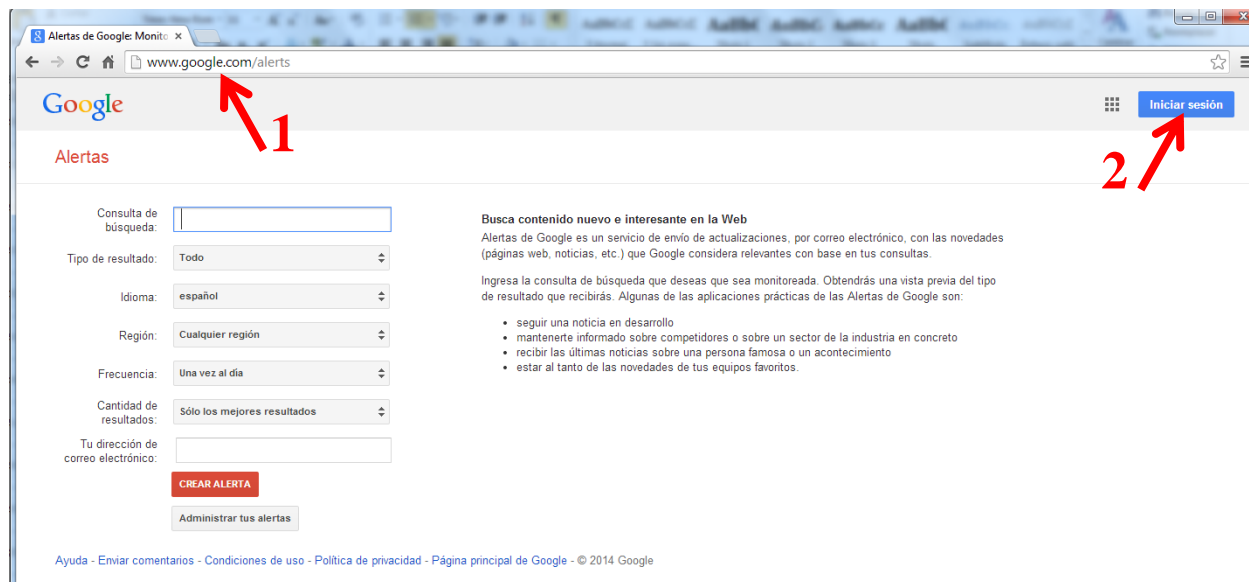 Alertas de Google: Monito
www.google.com/alerts
Google
Iniciar sesión
1
2
Alertas
Consulta de
búsqueda:
Tipo de resultado:
Todo
Idioma:
español
Región:
Cualquier región
Frecuencia:
Una vez al día
Cantidad de
resultados:
Sólo los mejores resultados
Tu dirección de
correo electrónico:
CREAR ALERTA
Administrar tus alertas
Busca contenido nuevo e interesante en la Web
Alertas de Google es un servicio de envío de actualizaciones, por correo electrónico, con las novedades
(páginas web, noticias, etc.) que Google considera relevantes con base en tus consultas.
Ingresa la consulta de búsqueda que deseas que sea monitoreada. Obtendrás una vista previa del tipo
de resultado que recibirás. Algunas de las aplicaciones prácticas de las Alertas de Google son:
• seguir una noticia en desarrollo
• mantenerte informado sobre competidores o sobre un sector de la industria en concreto
• recibir las últimas noticias sobre una persona famosa o un acontecimiento
• estar al tanto de las novedades de tus equipos favoritos.
Ayuda - Enviar comentarios - Condiciones de uso - Política de privacidad - Página principal de Google - © 2014 Google